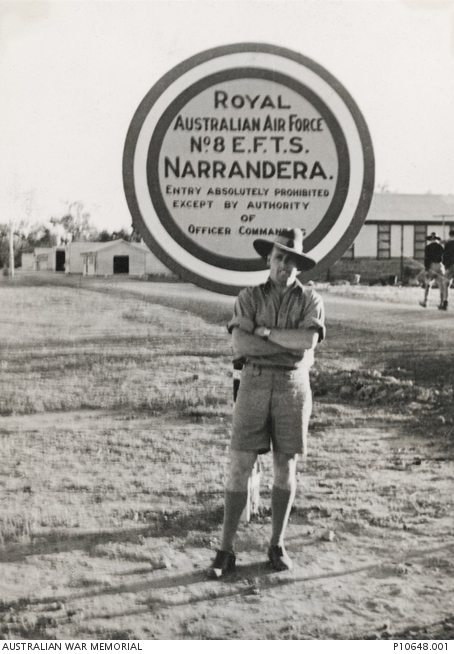 ROYAL
AUSTRALIAN AIR FORCE
No 8 E.F.T.S.
NARRANDERA.
ENTRY ABSOLUTELY PROHIBITED
EXCEPT BY AUTHORITY
OF
OFFICER
AUSTRALIAN WAR MEMORIAL
P10648.001